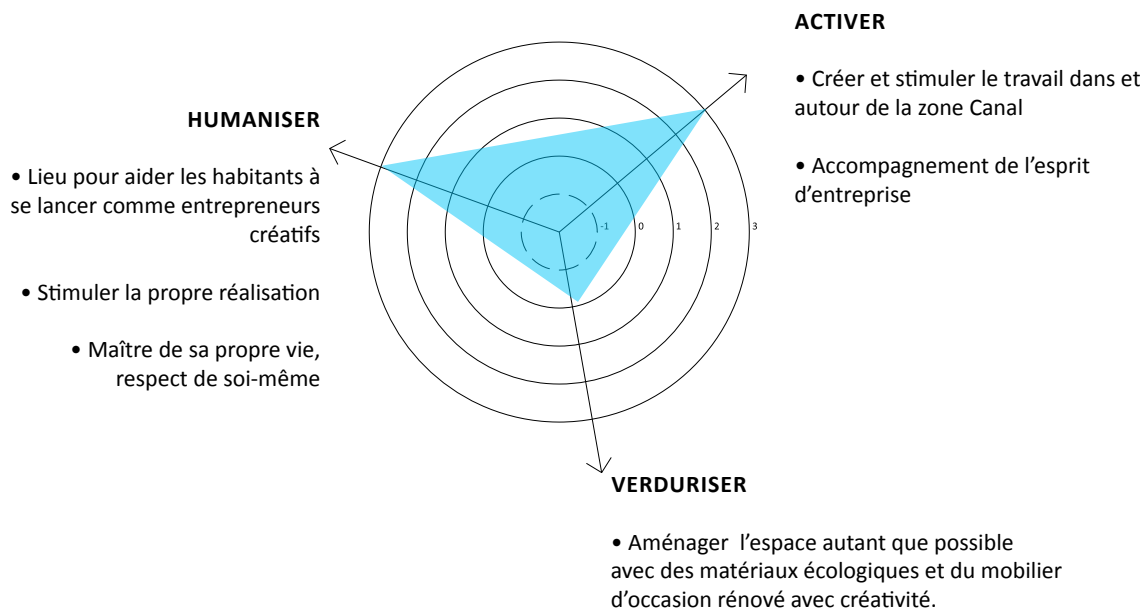 ACTIVER
• Créer et stimuler le travail dans et
autour de la zone Canal
• Accompagnement de l’esprit
d’entreprise
HUMANISER
• Lieu pour aider les habitants à
se lancer comme entrepreneurs
créatifs
• Stimuler la propre réalisation
• Maître de sa propre vie,
respect de soi-même
-1 0 1 2 3
VERDURISER
• Aménager  l’espace autant que possible
avec des matériaux écologiques et du mobilier
d’occasion rénové avec créativité.